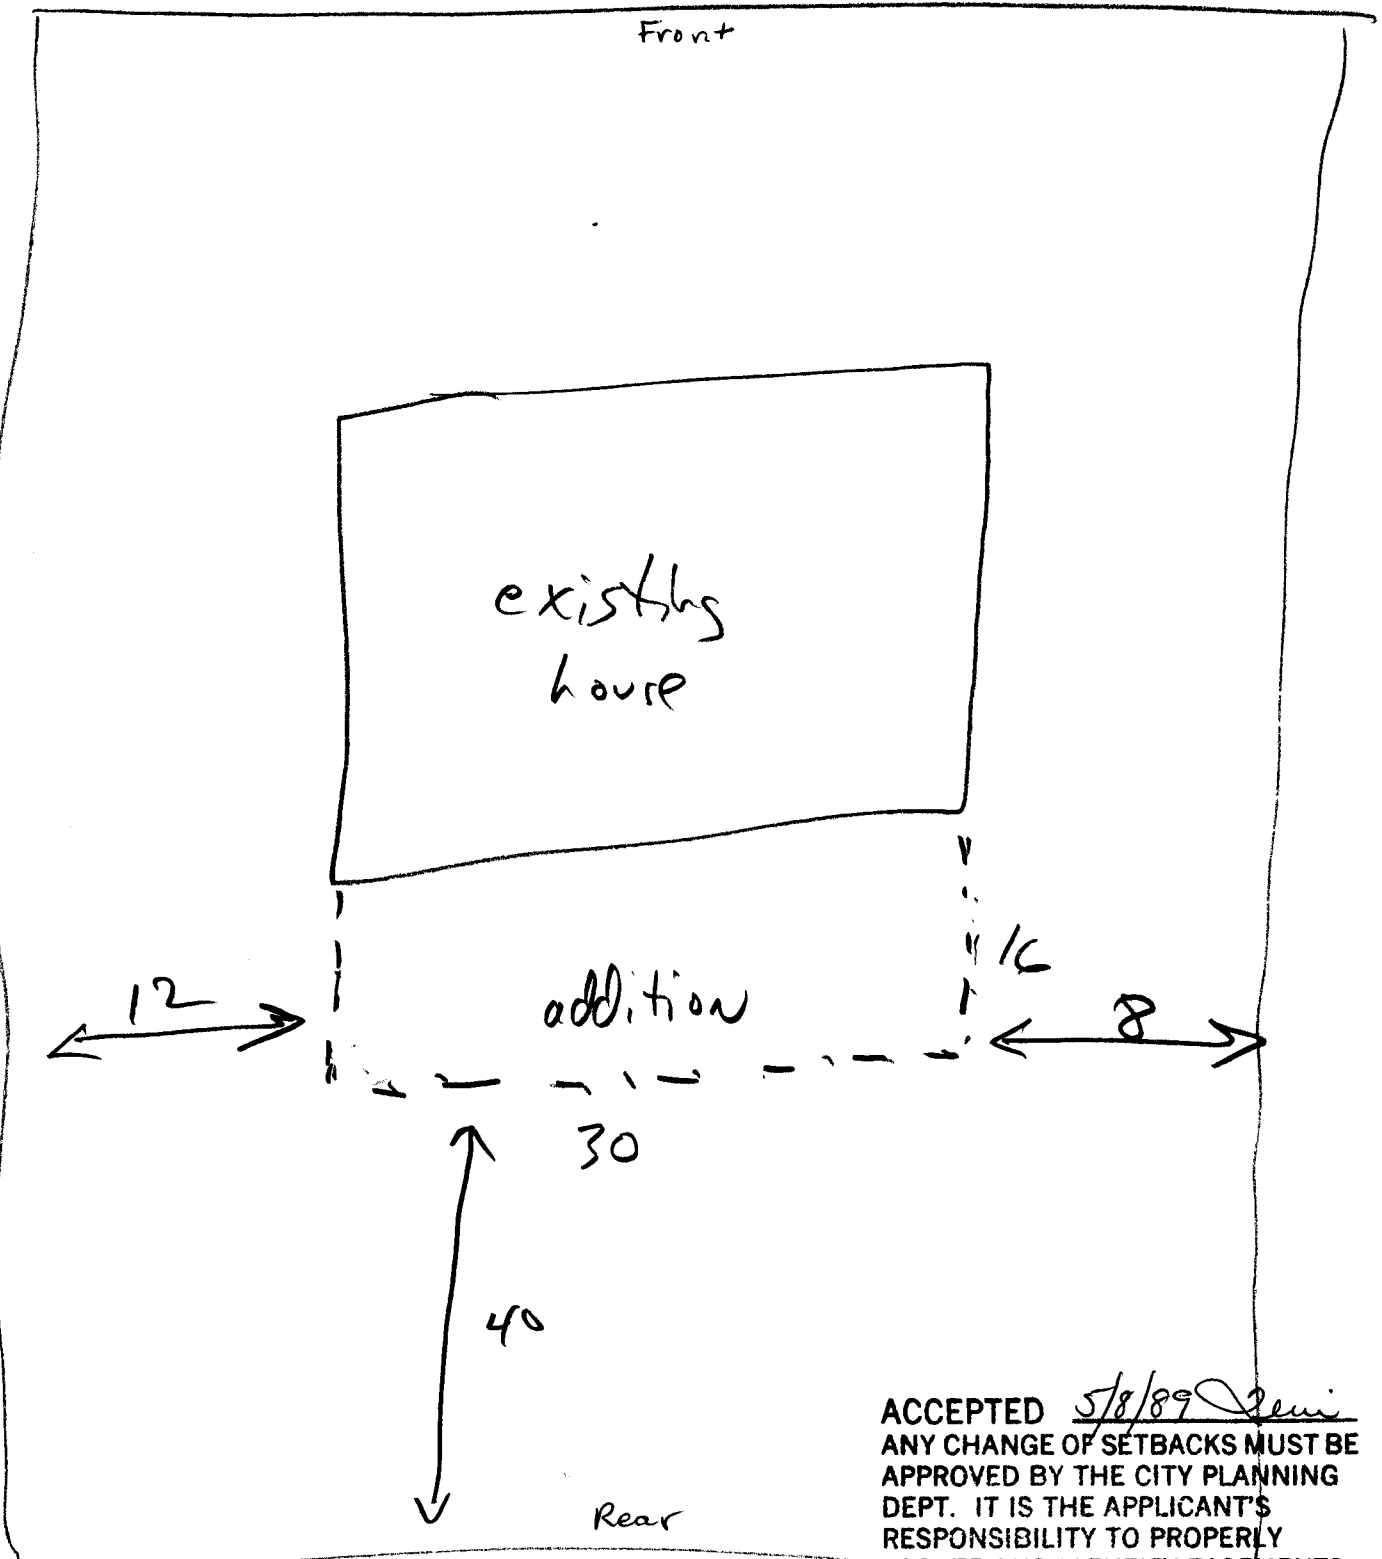 Front
existing
house
addition
16
12
8
30
40
Rear
ACCEPTED 5/8/89
ANY CHANGE OF SETBACKS MUST BE
APPROVED BY THE CITY PLANNING
DEPT. IT IS THE APPLICANT'S
RESPONSIBILITY TO PROPERLY